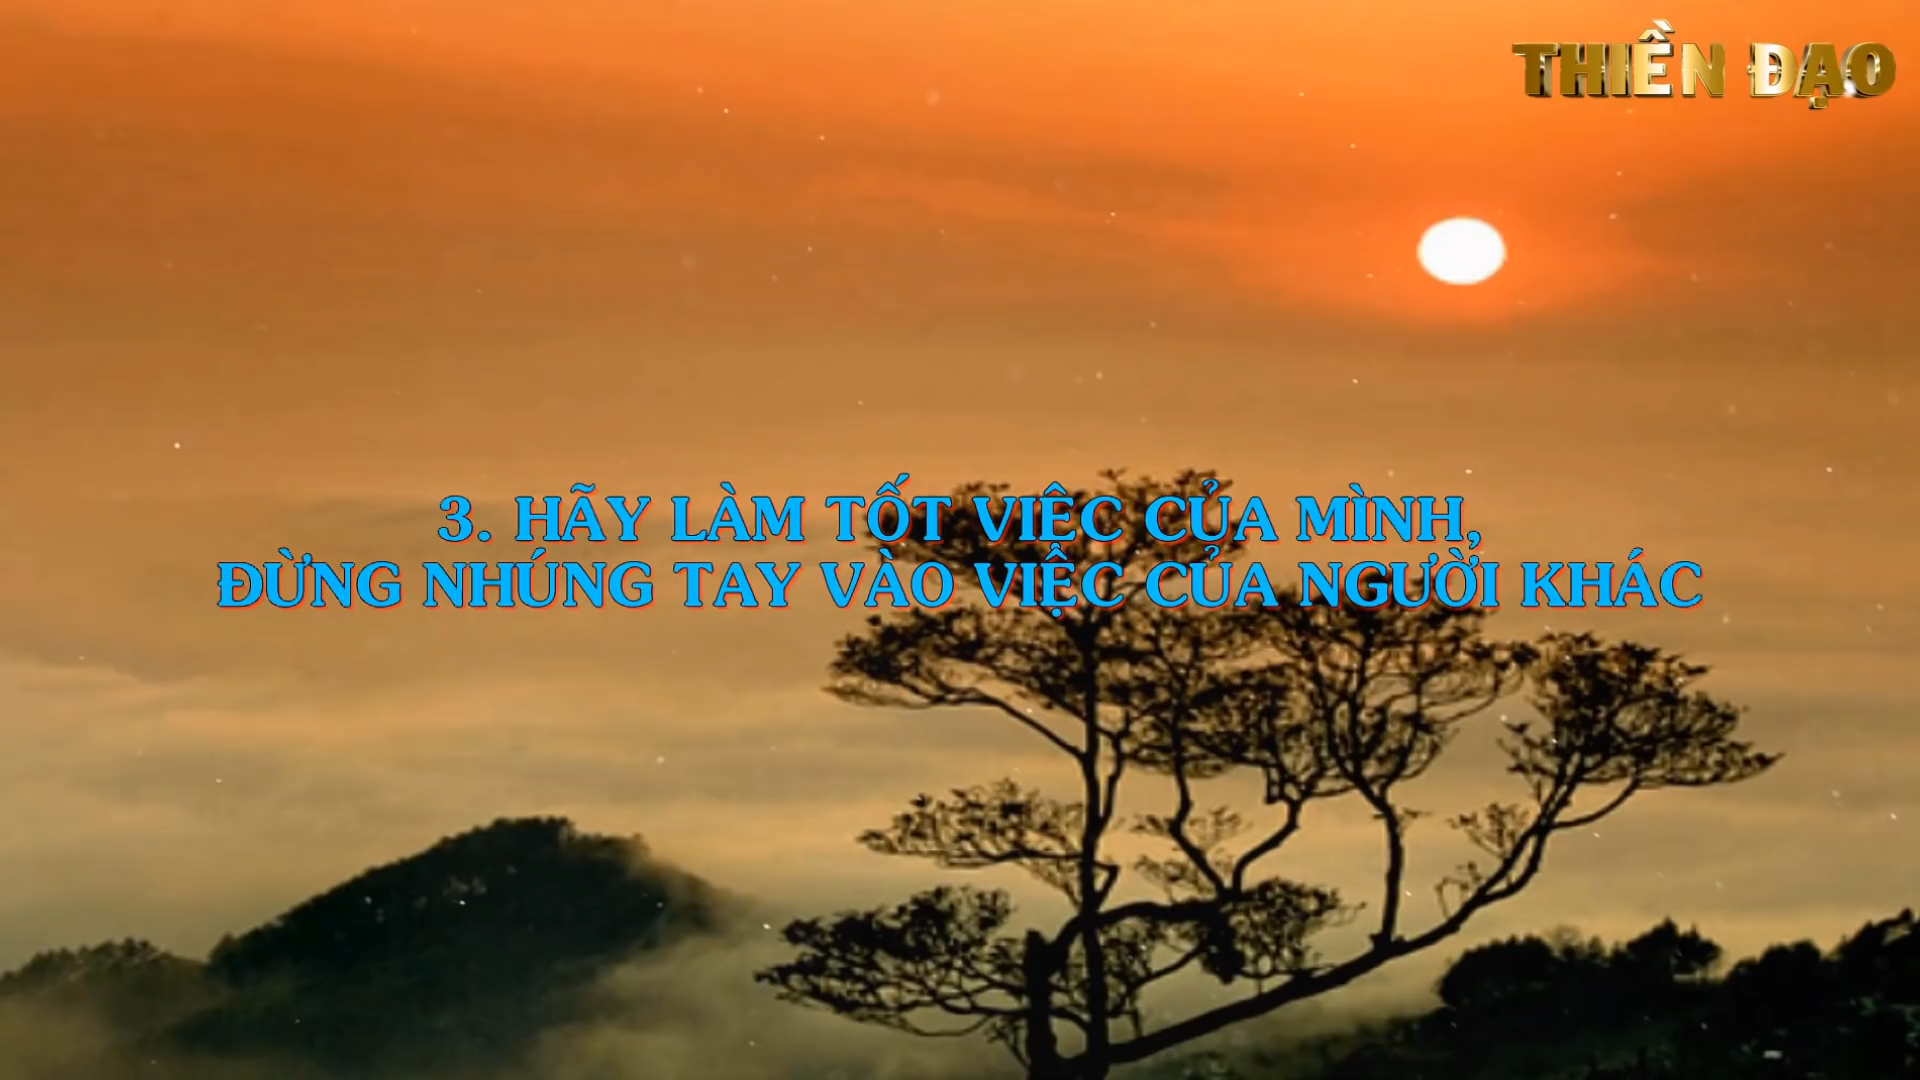 THIỀN ĐẠO
3. HÃY LÀM TỐT VIỆC CỦA MÌNH,
ĐỪNG NHÚNG TAY VÀO VIỆC CỦA NGƯỜI KHÁC